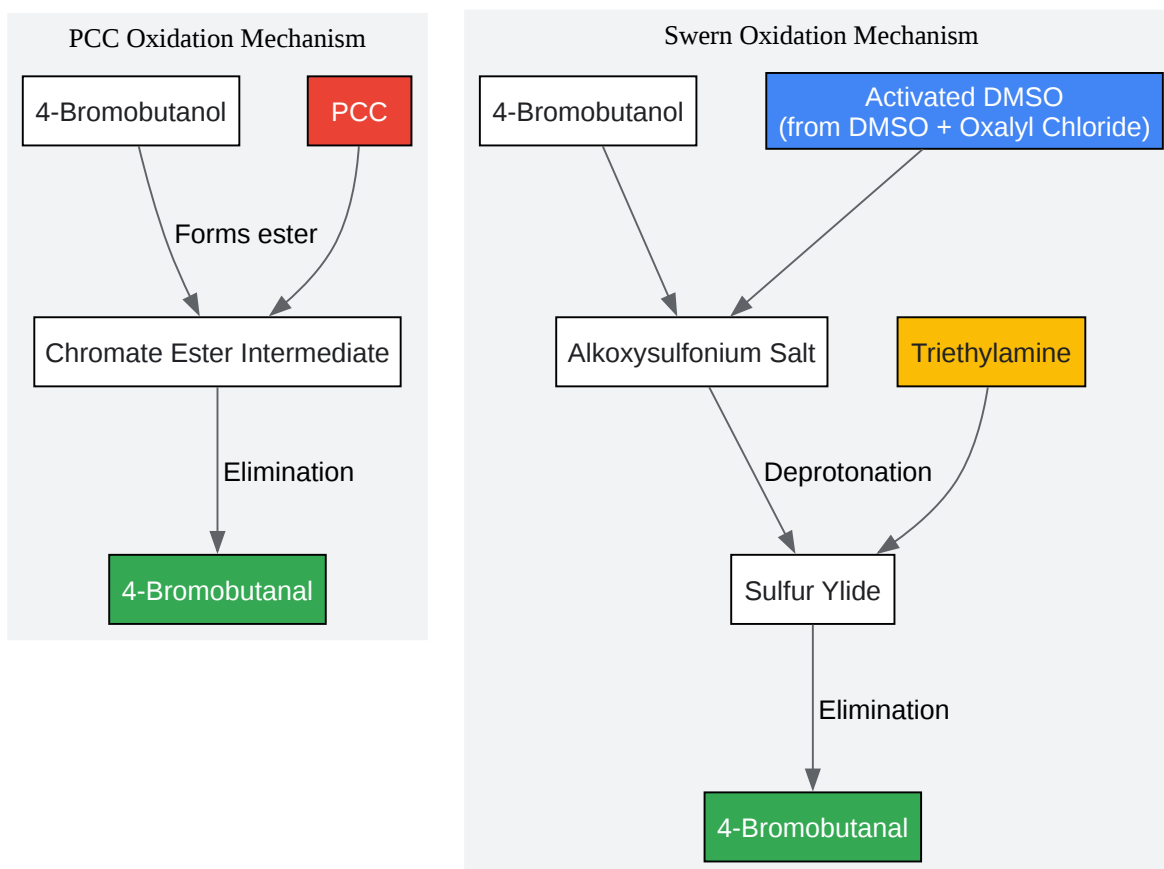 PCC Oxidation Mechanism
4-Bromobutanol
PCC
Forms ester
Chromate Ester Intermediate
Elimination
4-Bromobutanal
Swern Oxidation Mechanism
4-Bromobutanol
Activated DMSO
(from DMSO + Oxalyl Chloride)
Alkoxysulfonium Salt
Triethylamine
Deprotonation
Sulfur Ylide
Elimination
4-Bromobutanal